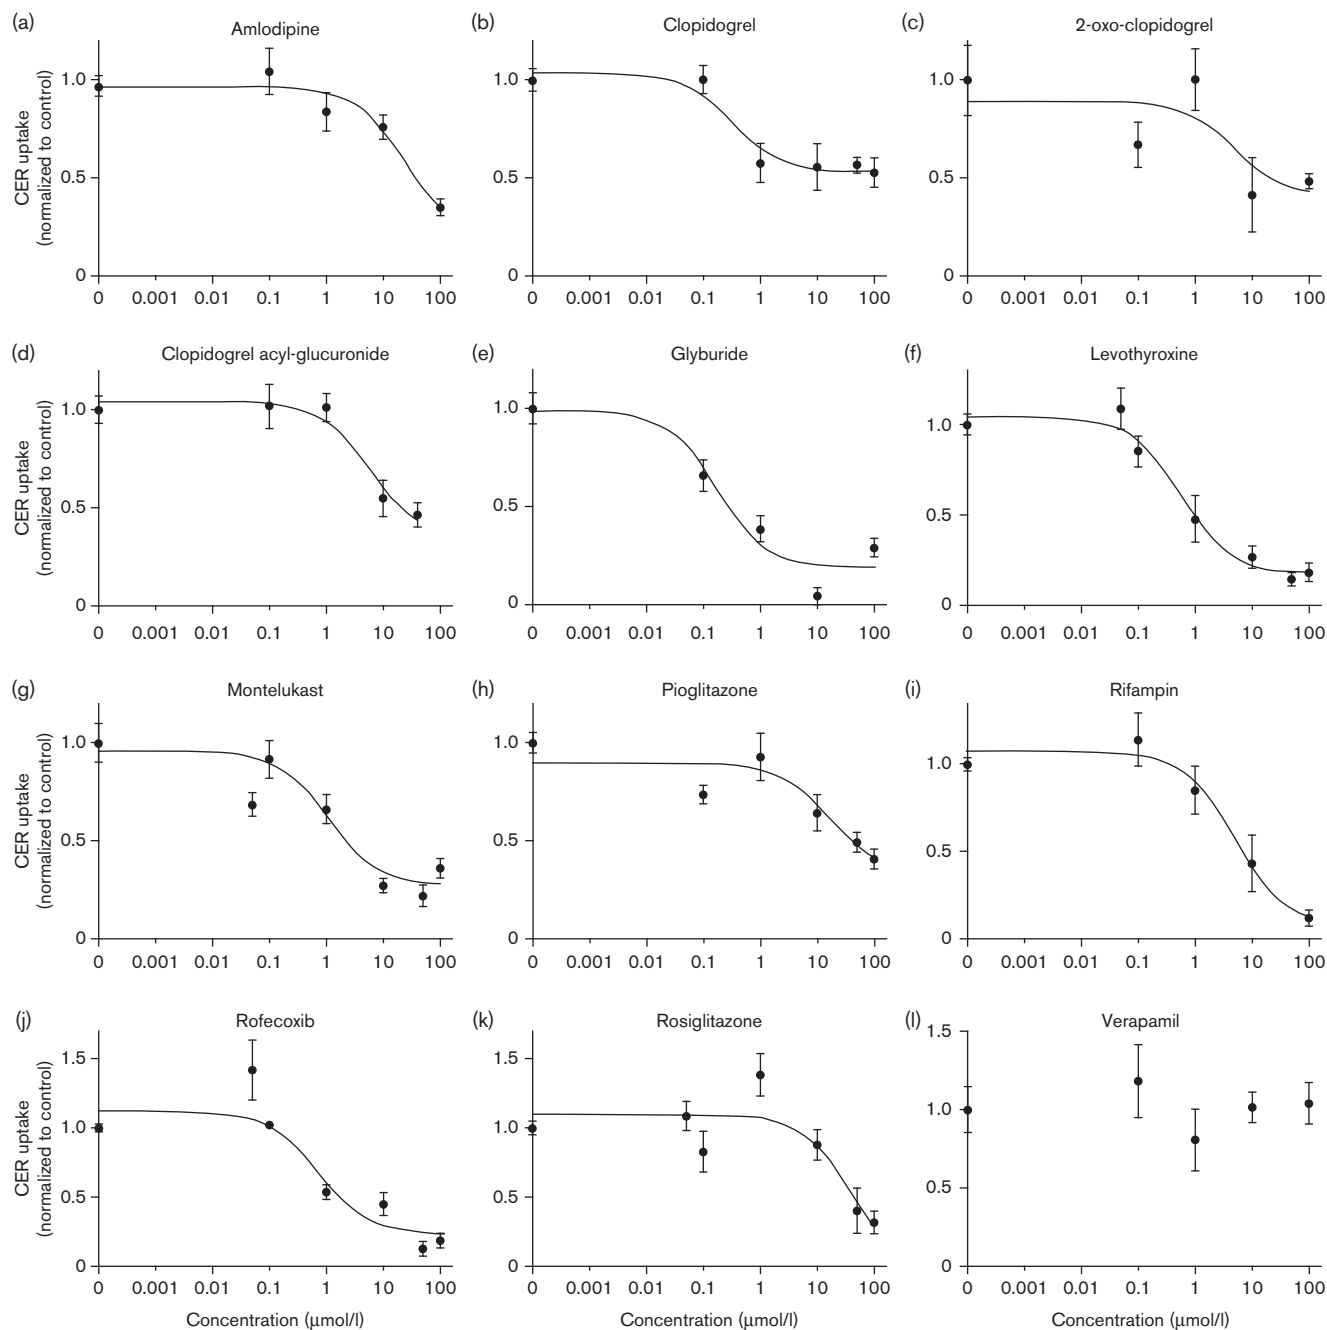 (a) Amlodipine
(b) Clopidogrel
(c) 2-oxo-clopidogrel
CER uptake
(normalized to control)
1.0
0.5
0
0 0.001 0.01 0.1 1 10 100
1.0
0.5
0
0 0.001 0.01 0.1 1 10 100
1.0
0.5
0
0 0.001 0.01 0.1 1 10 100
(d) Clopidogrel acyl-glucuronide
(e) Glyburide
(f) Levothyroxine
CER uptake
(normalized to control)
1.0
0.5
0
0 0.001 0.01 0.1 1 10 100
1.0
0.5
0
0 0.001 0.01 0.1 1 10 100
1.0
0.5
0
0 0.001 0.01 0.1 1 10 100
(g) Montelukast
(h) Pioglitazone
(i) Rifampin
CER uptake
(normalized to control)
1.0
0.5
0
0 0.001 0.01 0.1 1 10 100
1.0
0.5
0
0 0.001 0.01 0.1 1 10 100
1.0
0.5
0
0 0.001 0.01 0.1 1 10 100
(j) Rofecoxib
(k) Rosiglitazone
(l) Verapamil
CER uptake
(normalized to control)
1.5
1.0
0.5
0
0 0.001 0.01 0.1 1 10 100
Concentration (μmol/l)
1.5
1.0
0.5
0
0 0.001 0.01 0.1 1 10 100
Concentration (μmol/l)
1.5
1.0
0.5
0
0 0.001 0.01 0.1 1 10 100
Concentration (μmol/l)